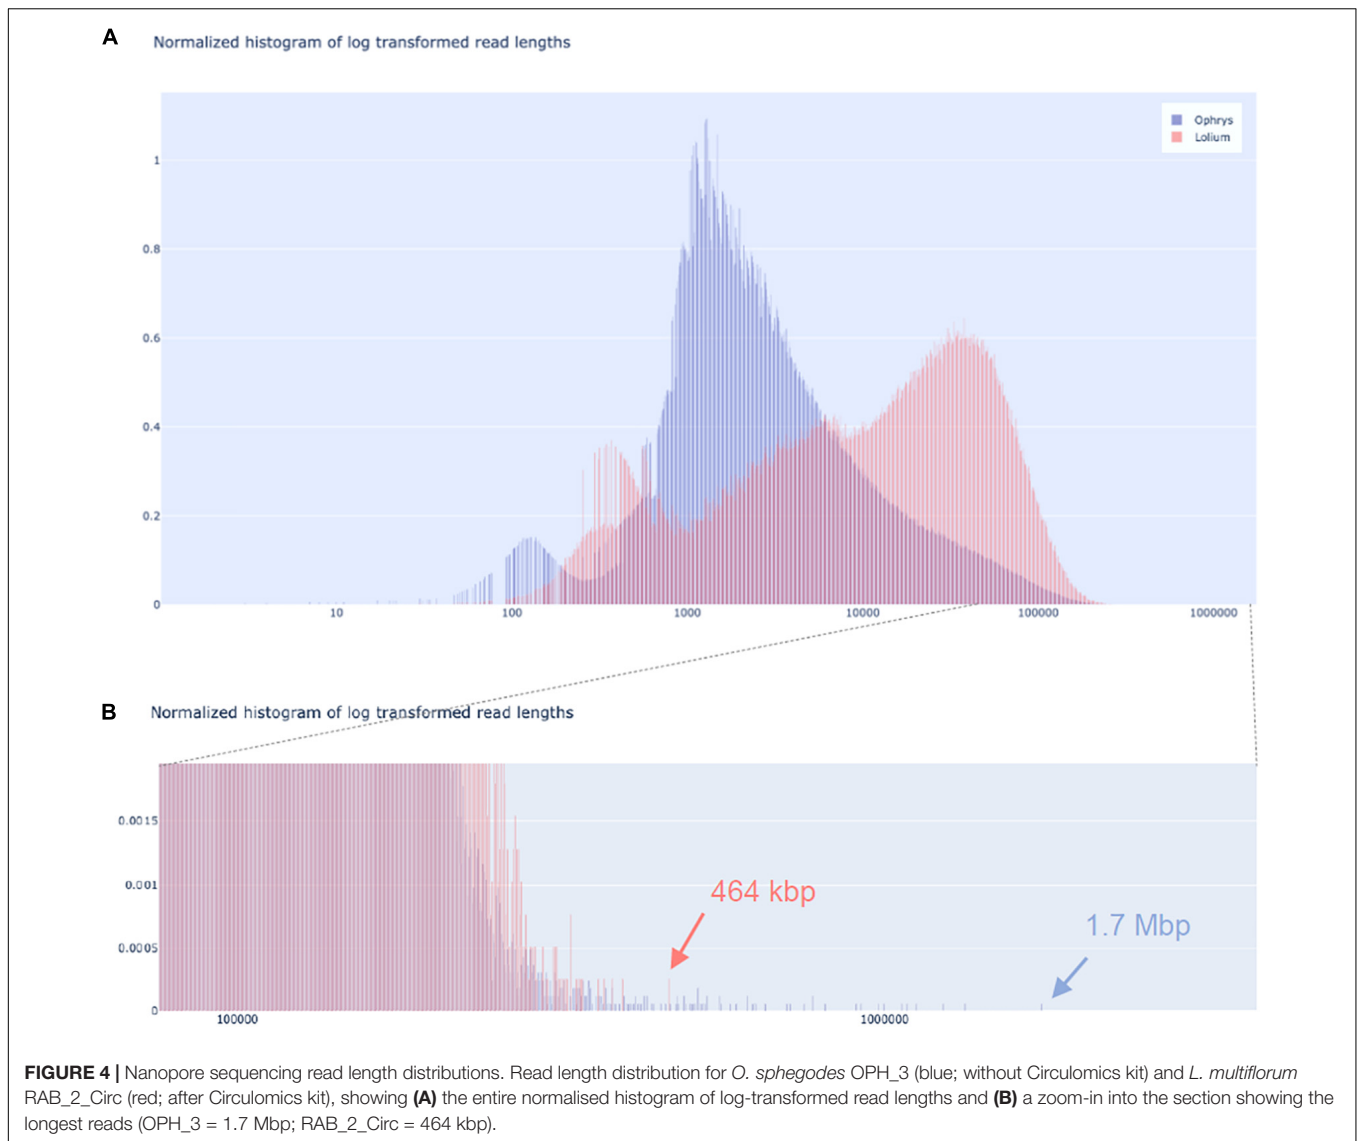 A
Normalized histogram of log transformed read lengths
Ophrys
Lolium
1
0.8
0.6
0.4
0.2
0
10 100 1000 10000 100000 1000000
B
Normalized histogram of log transformed read lengths
0.0015
0.001
0.0005
0
464 kbp
1.7 Mbp
100000 1000000
FIGURE 4 | Nanopore sequencing read length distributions. Read length distribution for O. sphegodes OPH_3 (blue; without Circulomics kit) and L. multiflorum
RAB_2_Circ (red; after Circulomics kit), showing (A) the entire normalised histogram of log-transformed read lengths and (B) a zoom-in into the section showing the
longest reads (OPH_3 = 1.7 Mbp; RAB_2_Circ = 464 kbp).